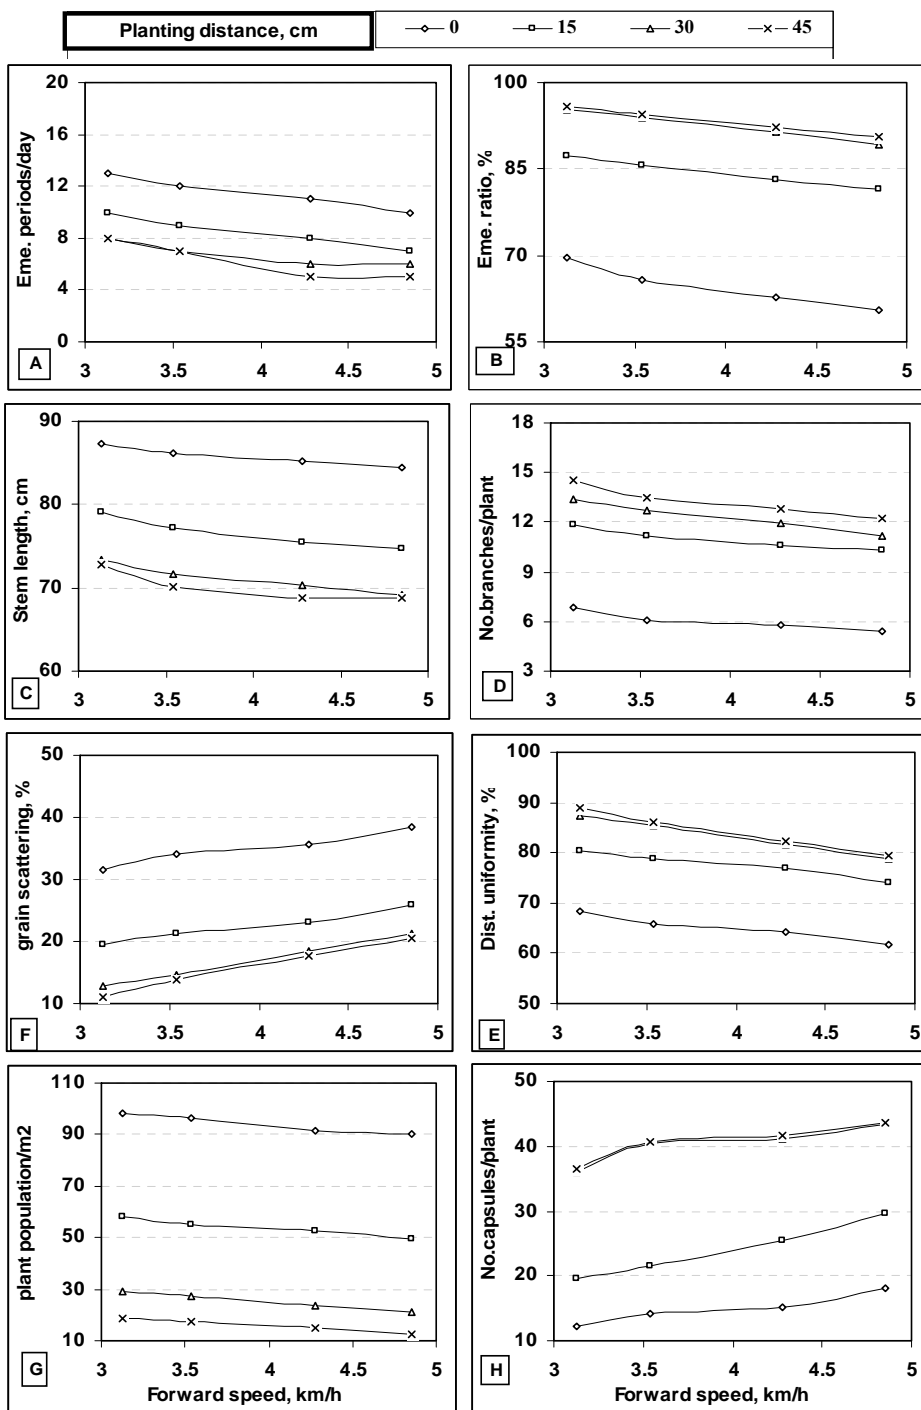 Planting distance, cm 0 15 30 45
Eme. periods/day
20
16
12
8
4
0
A
3 3.5 4 4.5 5
Eme. ratio, %
100
85
70
55
B
3 3.5 4 4.5 5
Stem length, cm
90
80
70
60
C
3 3.5 4 4.5 5
No.branches/plant
18
15
12
9
6
3
D
3 3.5 4 4.5 5
grain scattering, %
50
40
30
20
10
F
3 3.5 4 4.5 5
Dist. uniformity, %
100
90
80
70
60
50
E
3 3.5 4 4.5 5
plant population/m2
110
90
70
50
30
10
G
3 3.5 4 4.5 5
Forward speed, km/h
No.capsules/plant
50
40
30
20
10
H
3 3.5 4 4.5 5
Forward speed, km/h